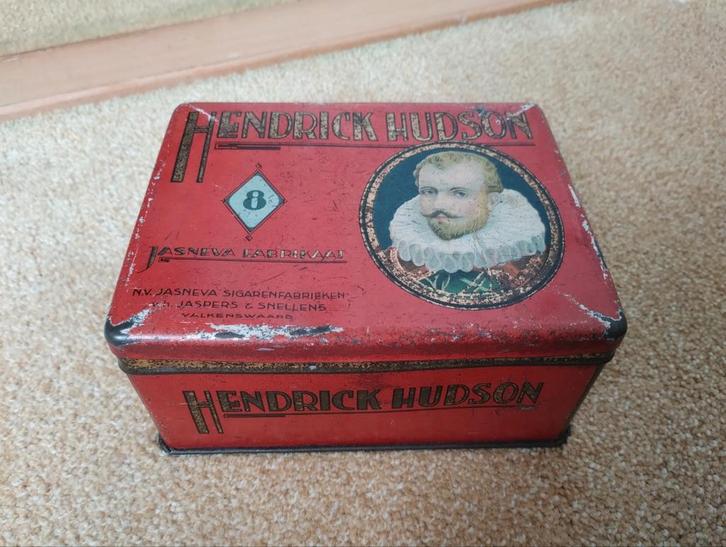 HENDRICK HUDSON
8
JASNEVA FABRIKAAT
N.V. JASNEVA SIGARENFABRIEKEN
JASPERS & SNELLENS
VALKENSWAARD
HENDRICK HUDSON